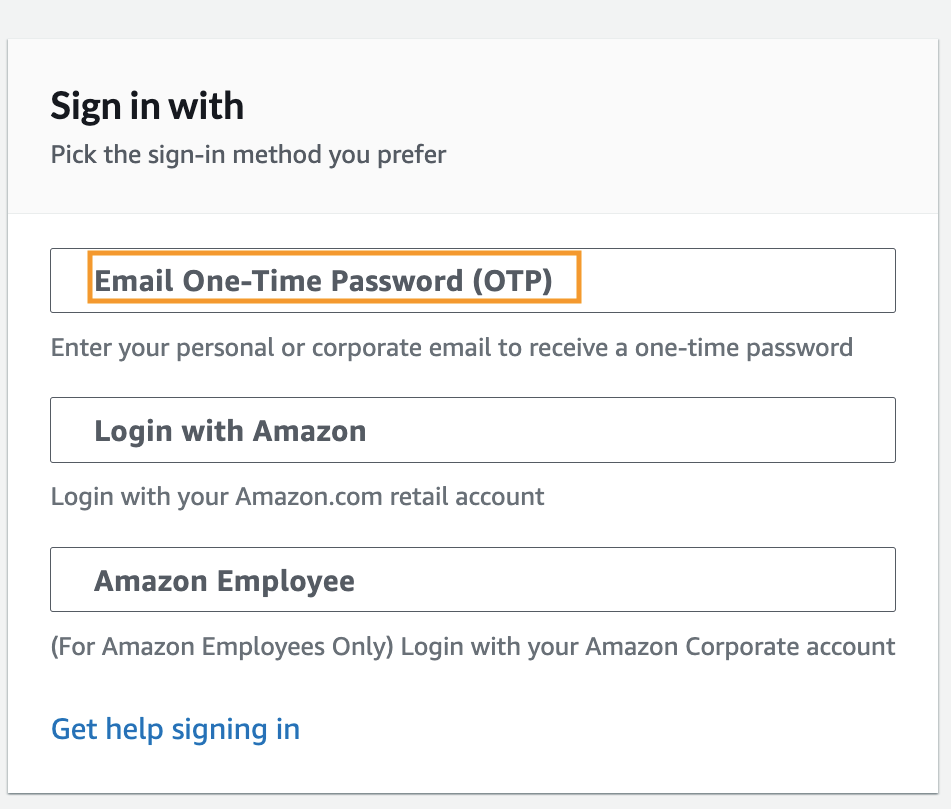 Sign in with
Pick the sign-in method you prefer
Email One-Time Password (OTP)
Enter your personal or corporate email to receive a one-time password
Login with Amazon
Login with your Amazon.com retail account
Amazon Employee
(For Amazon Employees Only) Login with your Amazon Corporate account
Get help signing in